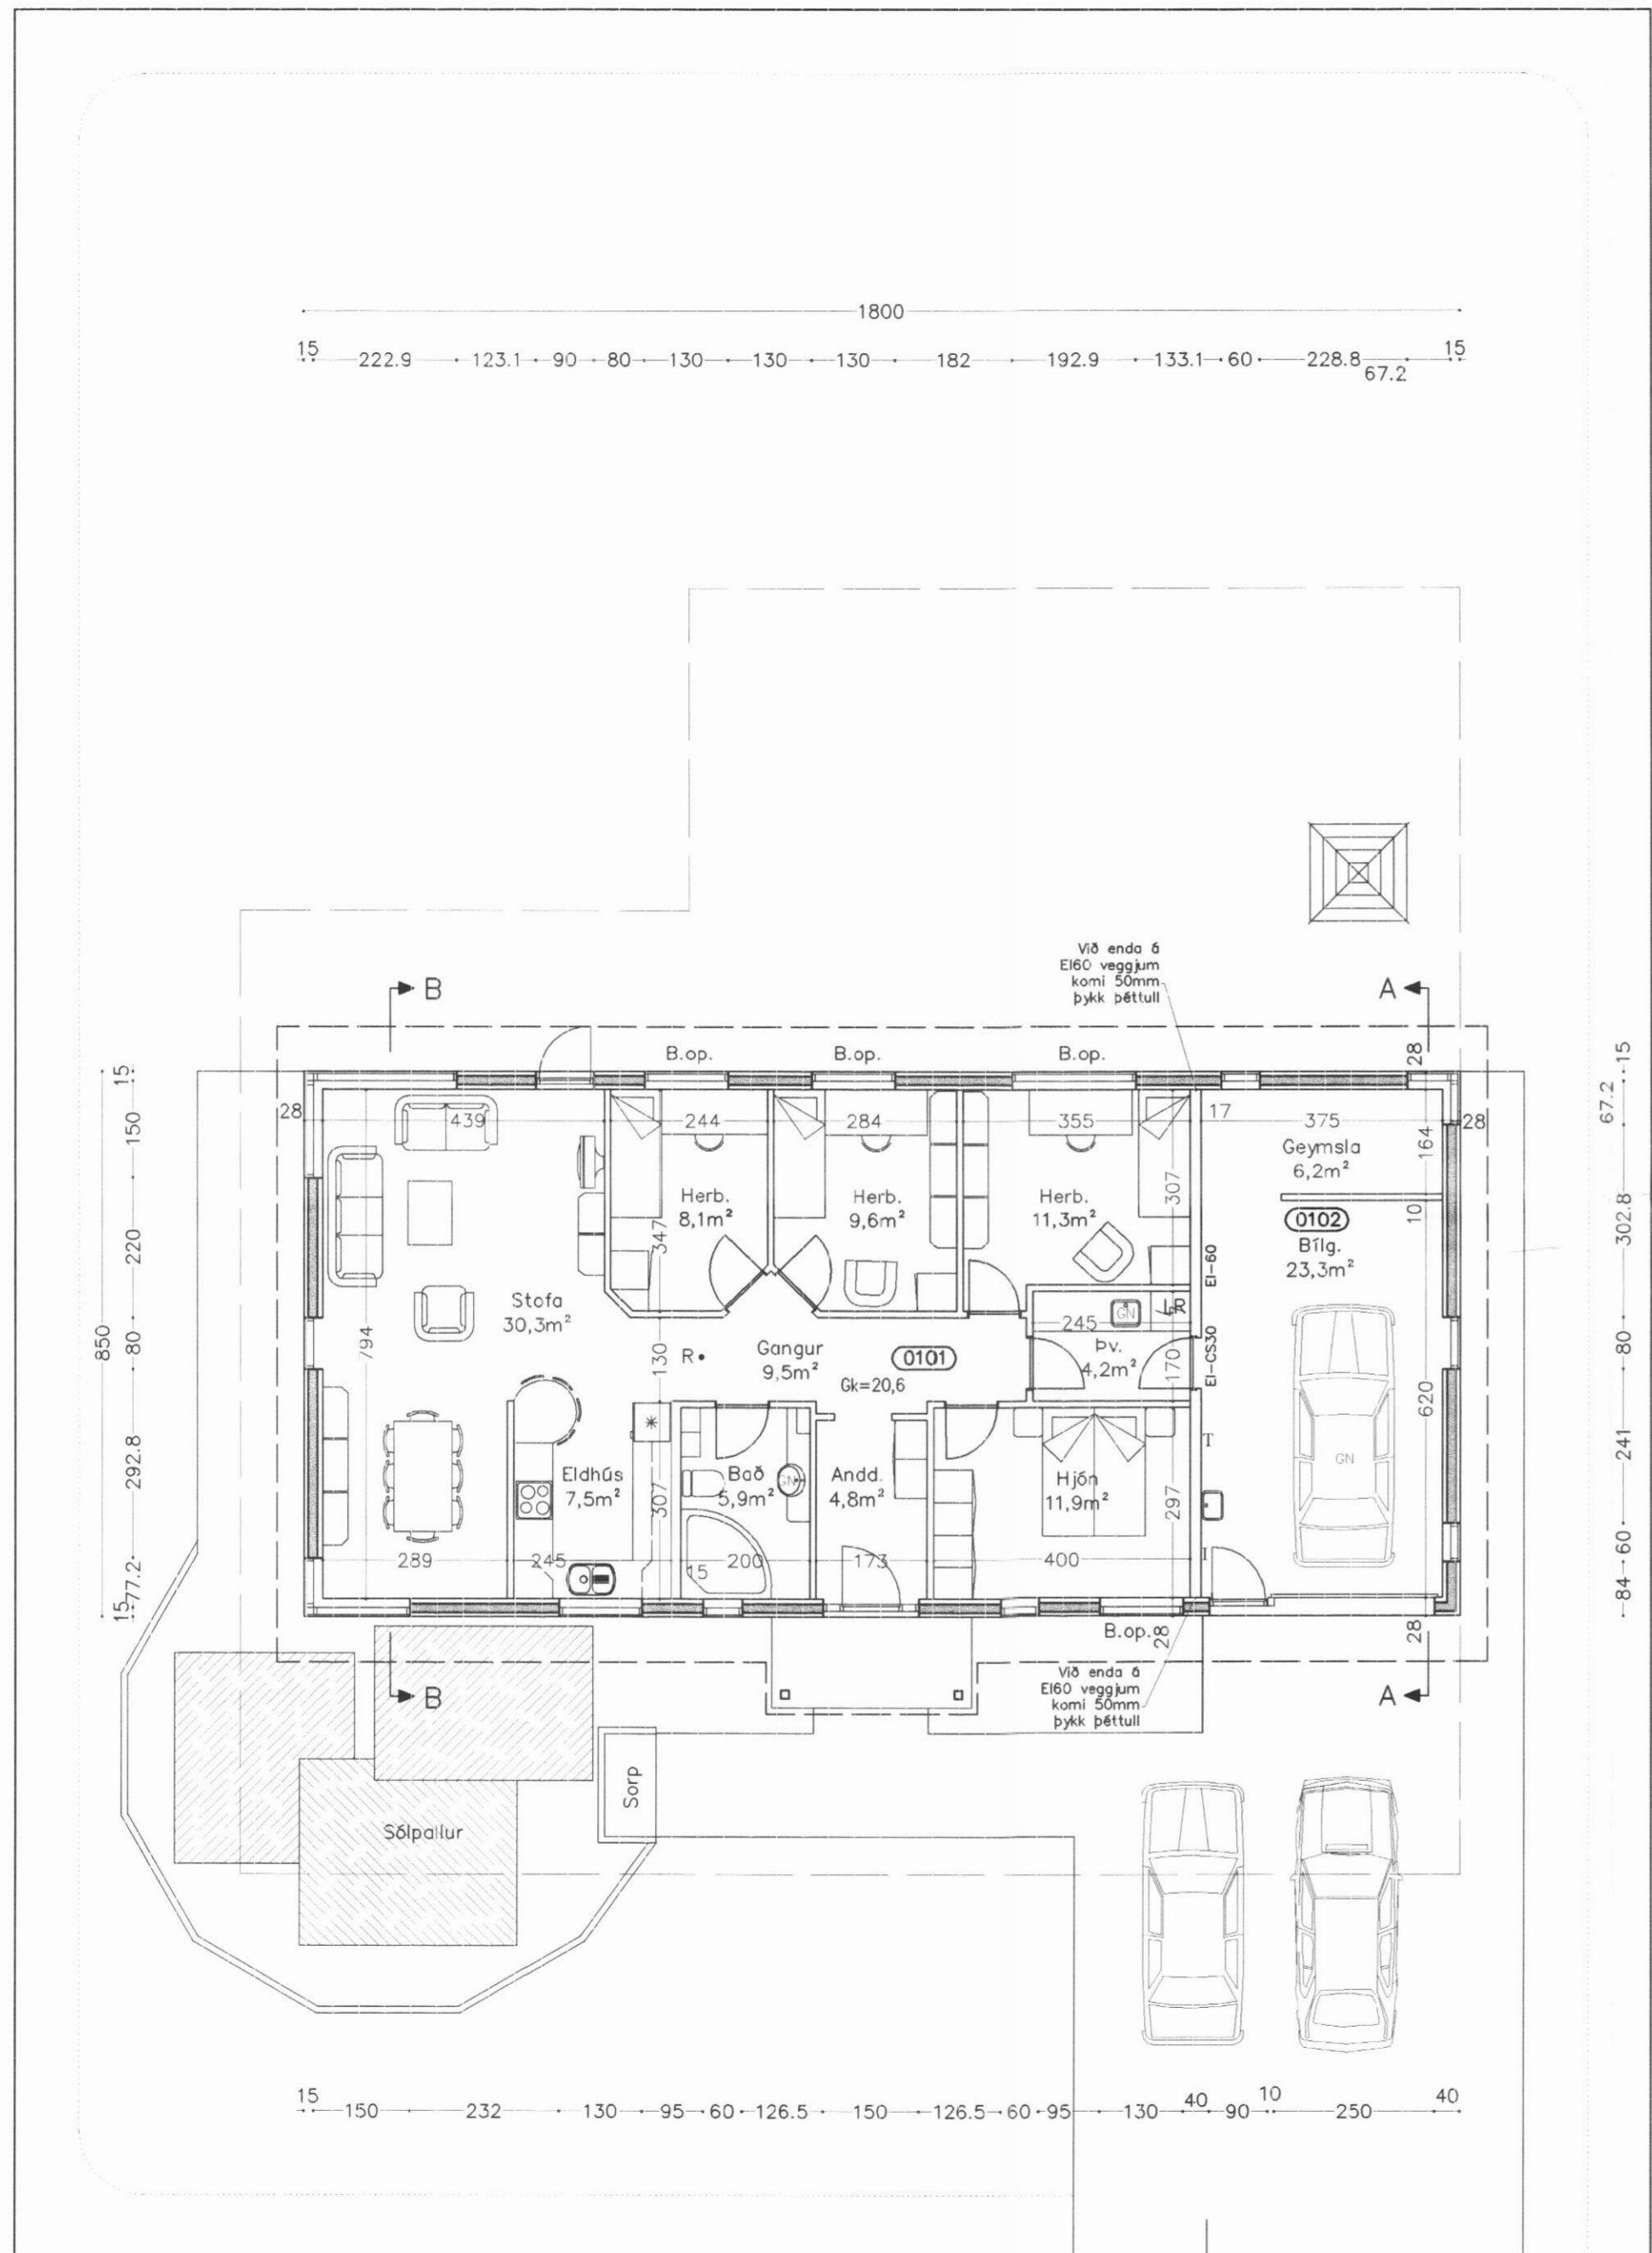 1800
15 222.9 123.1 90 80 130 130 130 182 192.9 133.1 60 228.8 15
67.2
Við enda á
EI60 veggjum
komi 50mm
þykk þéttull
B
A
B.op. B.op. B.op.
28
15
150
220
80
292.8
77.2
15
850
15
67.2
302.8
80
241
60
84
28 439 244 284 355 17 375 28
Geymsla
6,2m²
164
10
Herb.
8,1m²
Herb.
9,6m²
Herb.
11,3m²
307
347
0102
Bílg.
23,3m²
EI-60
Stofa
30,3m²
794
245
GN
Þv.
4,2m²
170
EI-CS30
130
R
Gangur
9,5m²
0101
Gk=20,6
620
GN
T
Eldhús
7,5m²
307
Bað
5,9m²
GN
Andd.
4,8m²
Hjón
11,9m²
297
289 245 15 200 173 400
B.op.
28
28
Við enda á
EI60 veggjum
komi 50mm
þykk þéttull
B
A
Sorp
Sólpallur
15 150 232 130 95 60 126.5 150 126.5 60 95 130 40 90 10 250 40